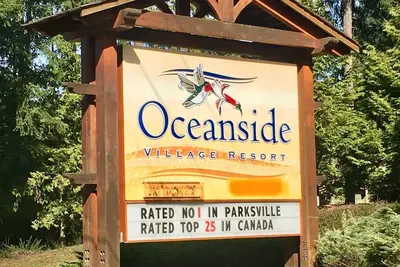 Oceanside
VILLAGE RESORT
RATED NO1 IN PARKSVILLE
RATED TOP 25 IN CANADA